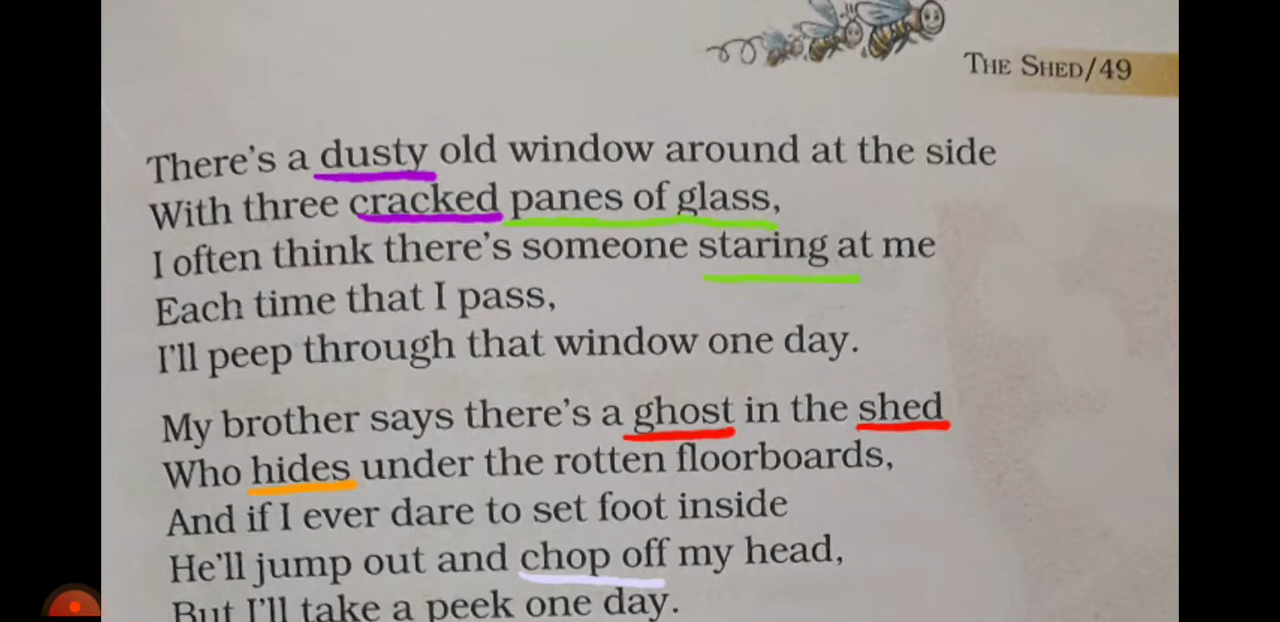 THE SHED/49
There's a dusty old window around at the side
With three cracked panes of glass,
I often think there's someone staring at me
Each time that I pass,
I'll peep through that window one day.
My brother says there's a ghost in the shed
Who hides under the rotten floorboards,
And if I ever dare to set foot inside
He'll jump out and chop off my head,
But I'll take a peek one day.